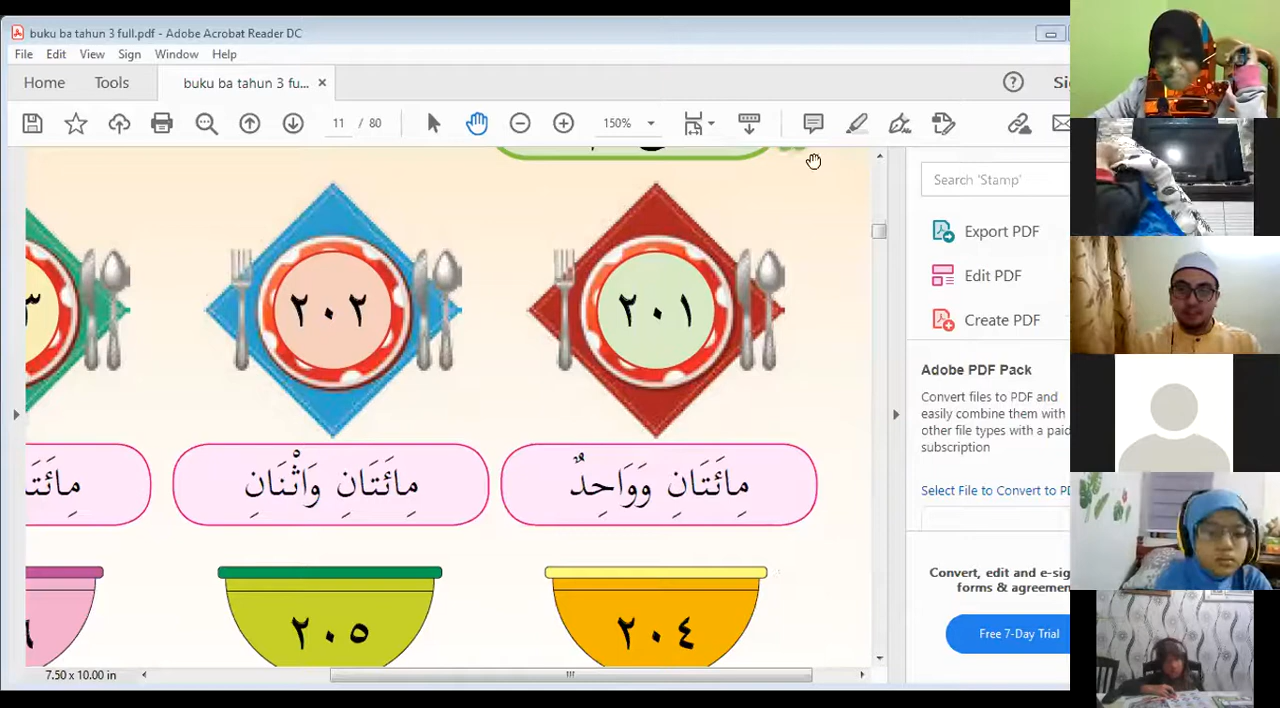 buku ba tahun 3 full.pdf - Adobe Acrobat Reader DC
File Edit View Sign Window Help
Home Tools buku ba tahun 3 fu... ×
11 / 80 150%
Search 'Stamp'
Export PDF
Edit PDF
Create PDF
Adobe PDF Pack
Convert files to PDF and
easily combine them with
other file types with a paid
subscription
Select File to Convert to PD
Convert, edit and e-sig
forms & agreemen
Free 7-Day Trial
٢٠١ ٢٠٢ ٣
مِائَتَانِ وَوَاحِدٌ مِائَتَانِ وَاثْنَانِ مِائَتَ
٢٠٤ ٢٠٥
7.50 x 10.00 in